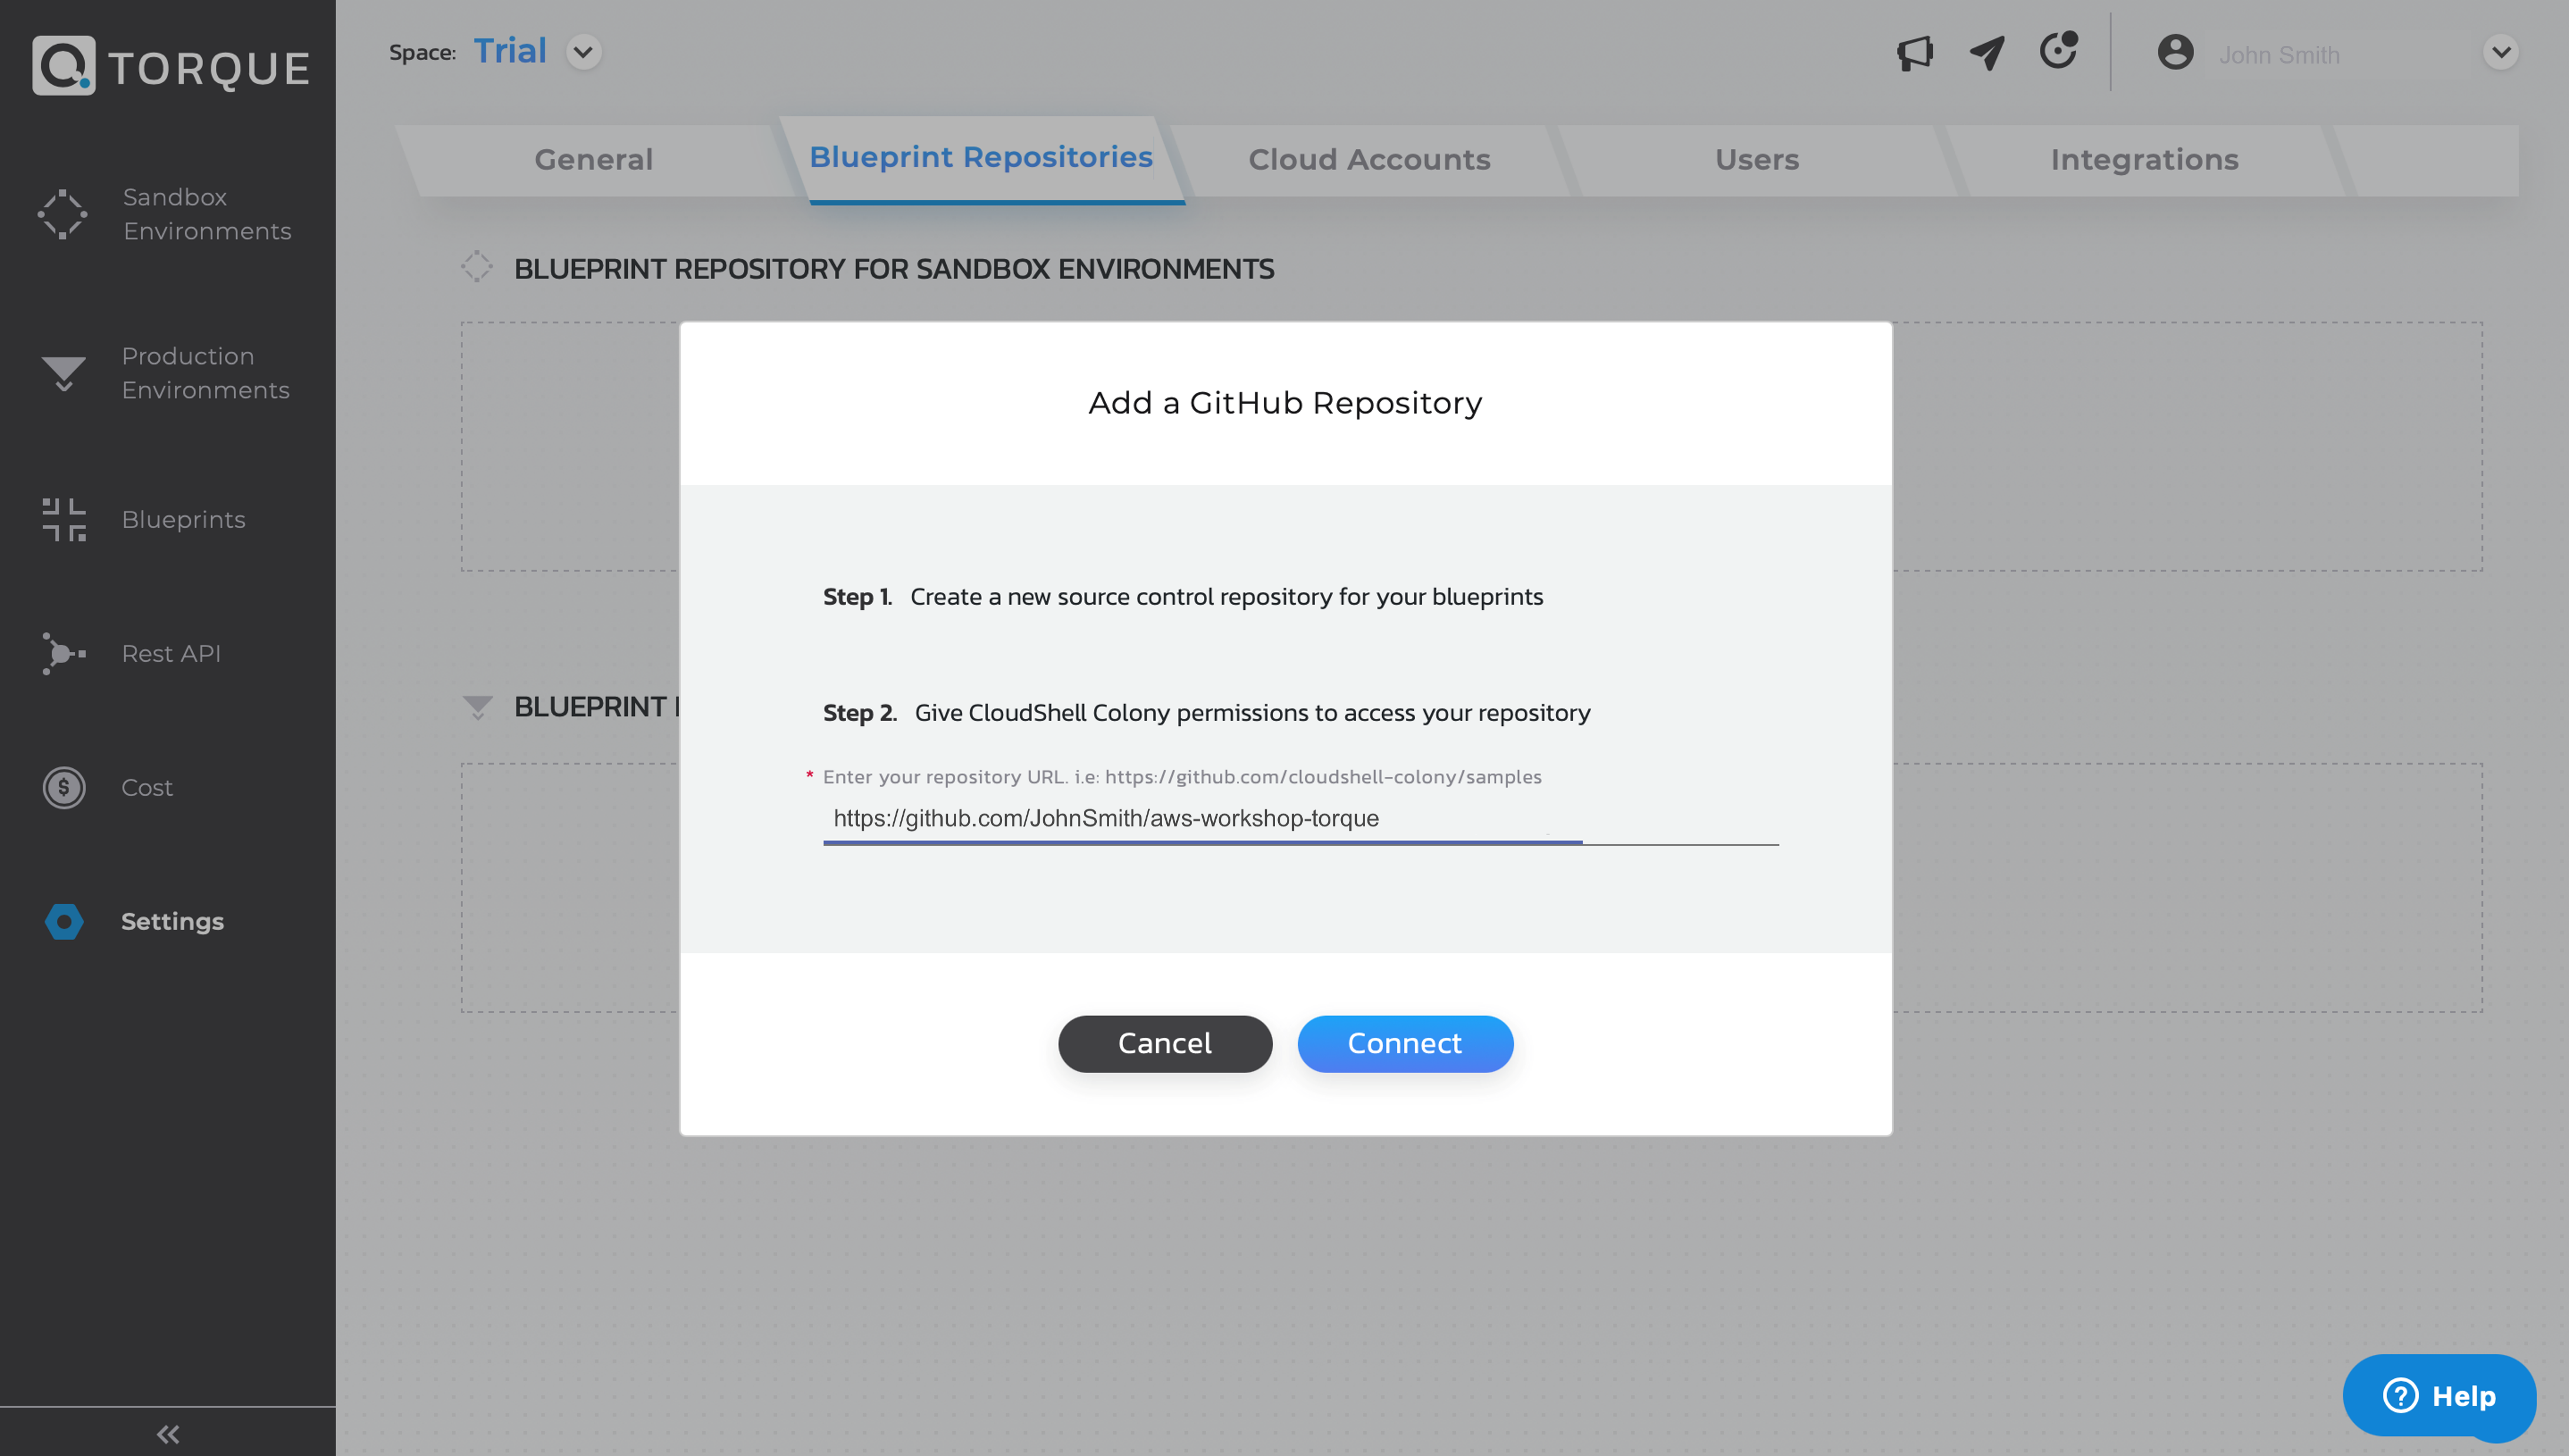 TORQUE
Space: Trial
John Smith
General
Blueprint Repositories
Cloud Accounts
Users
Integrations
Sandbox
Environments
Production
Environments
Blueprints
Rest API
Cost
Settings
BLUEPRINT REPOSITORY FOR SANDBOX ENVIRONMENTS
BLUEPRINT
Add a GitHub Repository
Step 1. Create a new source control repository for your blueprints
Step 2. Give CloudShell Colony permissions to access your repository
* Enter your repository URL. i.e: https://github.com/cloudshell-colony/samples
https://github.com/JohnSmith/aws-workshop-torque
Cancel
Connect
Help